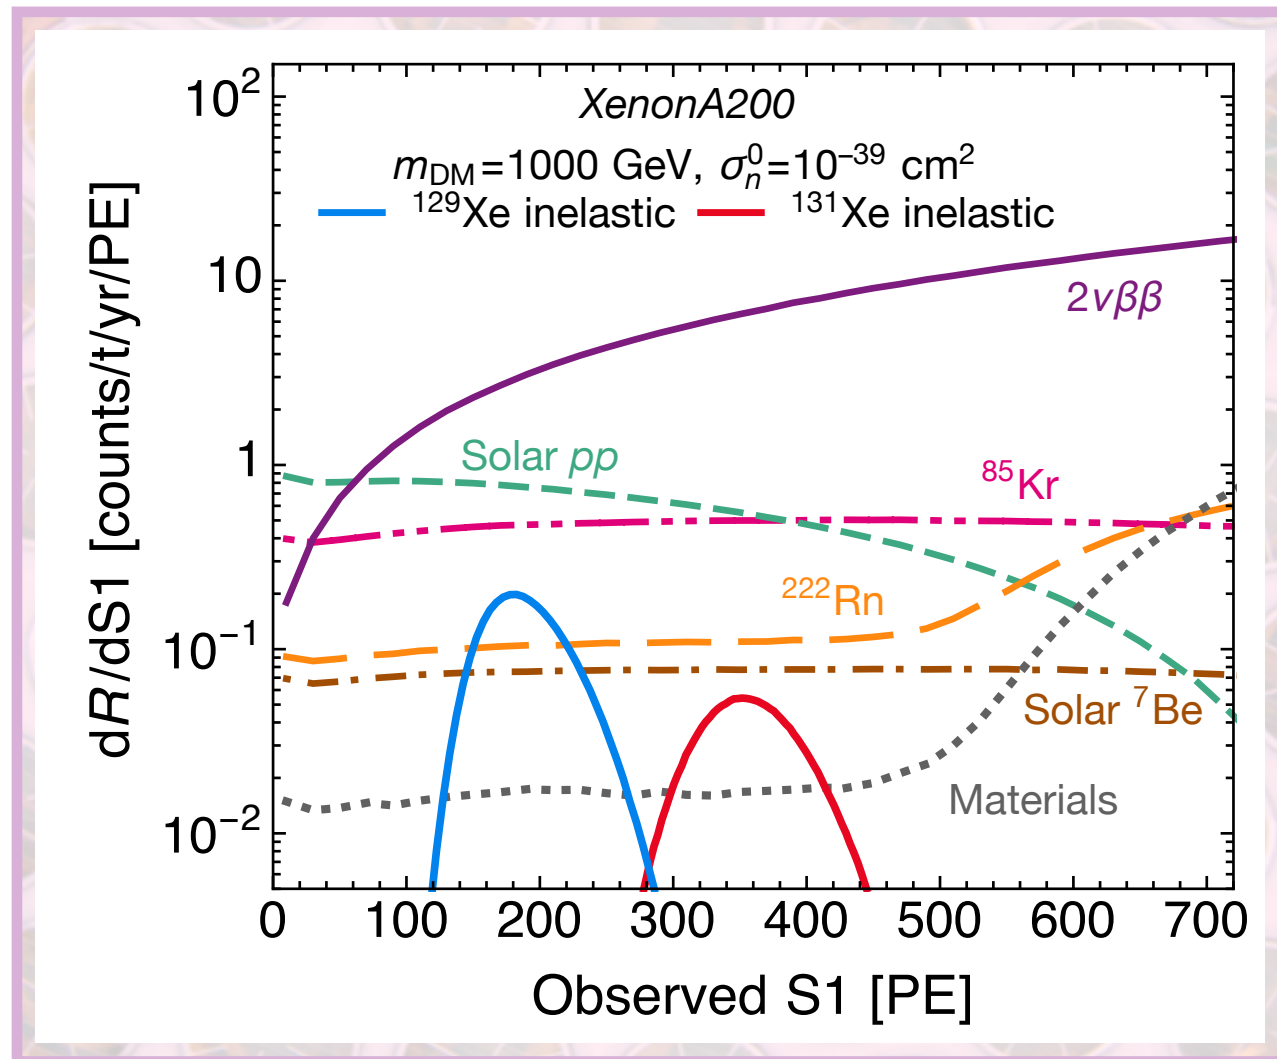 XenonA200
m_DM=1000 GeV, σ_n^0=10^–39 cm^2
^129Xe inelastic ^131Xe inelastic
2νββ
Solar pp
^85Kr
^222Rn
Solar ^7Be
Materials
dR/dS1 [counts/t/yr/PE]
10^2
10
1
10^−1
10^−2
0 100 200 300 400 500 600 700
Observed S1 [PE]